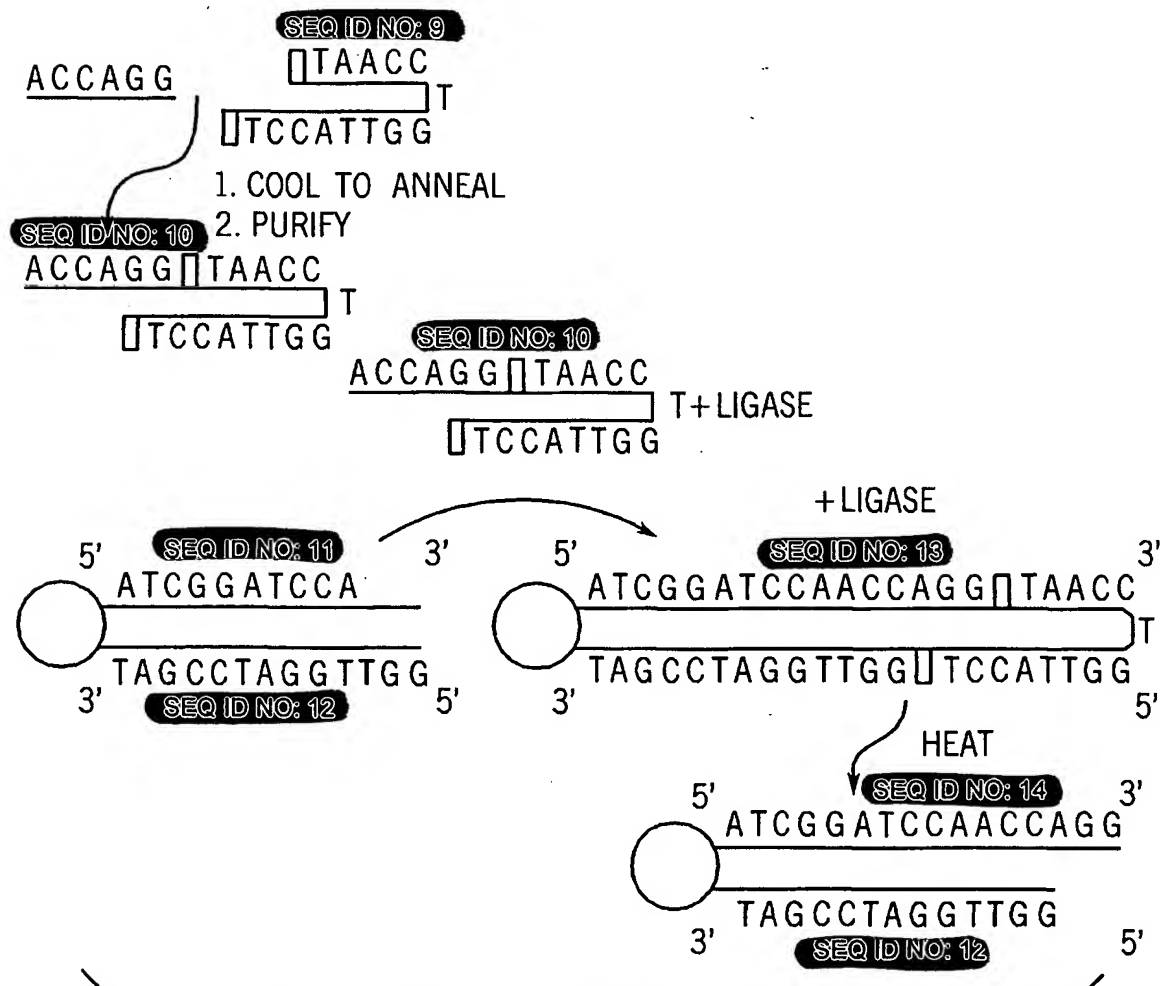 SEQ ID NO: 9
ACCAGG
TAACC
T
TCCATTGG
1. COOL TO ANNEAL
2. PURIFY
SEQ ID NO: 10
ACCAGG TAACC
T
TCCATTGG
SEQ ID NO: 10
ACCAGG TAACC
T+LIGASE
TCCATTGG
5' SEQ ID NO: 11 3'
ATCGGATCCA
TAGCCTAGGTTGG
3' SEQ ID NO: 12 5'
+LIGASE
5' SEQ ID NO: 13 3'
ATCGGATCCAACCAGG TAACC
T
TAGCCTAGGTTGG TCCATTGG
3' 5'
HEAT
5' SEQ ID NO: 14 3'
ATCGGATCCAACCAGG
TAGCCTAGGTTGG
3' SEQ ID NO: 12 5'